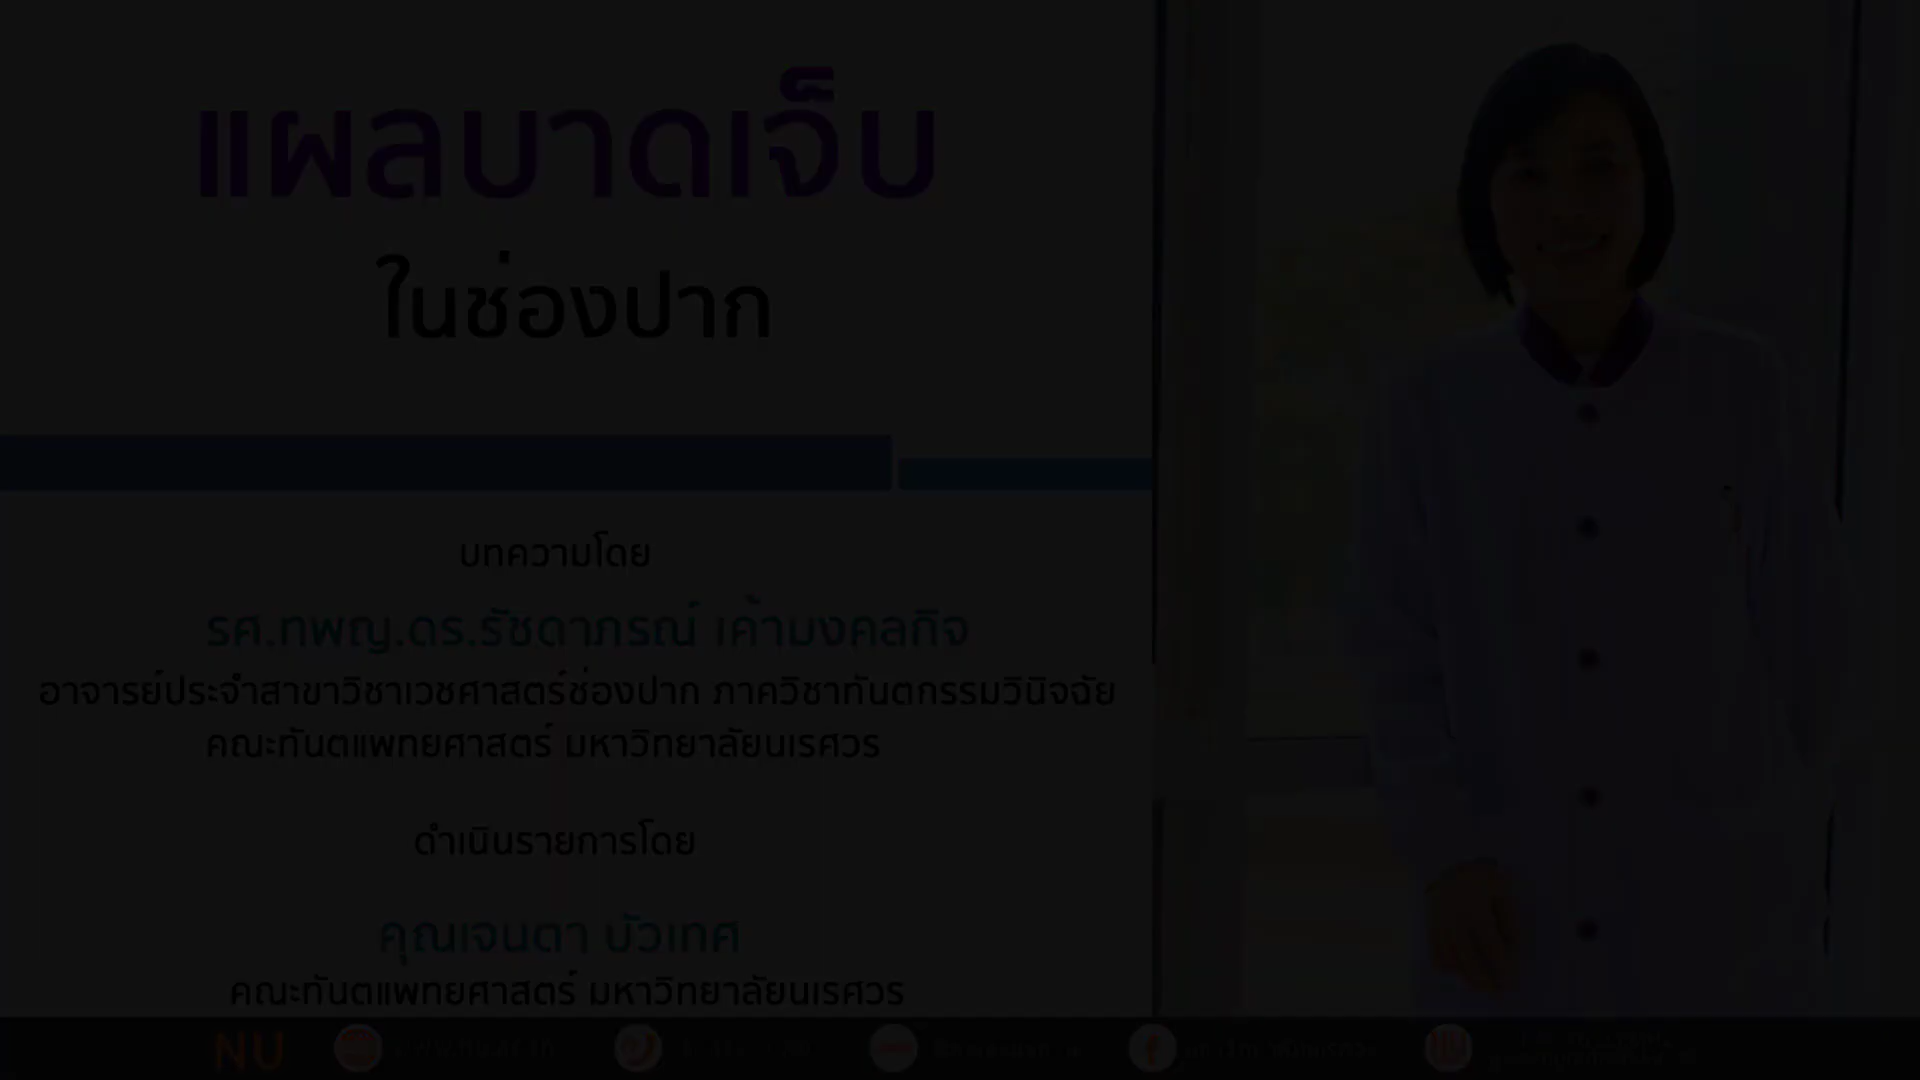 แผลบาดเจ็บ
ในช่องปาก
บทความโดย
รศ.ทพญ.ดร.รัชดาภรณ์ เค้ามงคลกิจ
อาจารย์ประจำสาขาวิชาเวชศาสตร์ช่องปาก ภาควิชาทันตกรรมวินิจฉัย
คณะทันตแพทยศาสตร์ มหาวิทยาลัยนเรศวร
ดำเนินรายการโดย
คุณเจนตา บัวเทศ
คณะทันตแพทยศาสตร์ มหาวิทยาลัยนเรศวร
NU